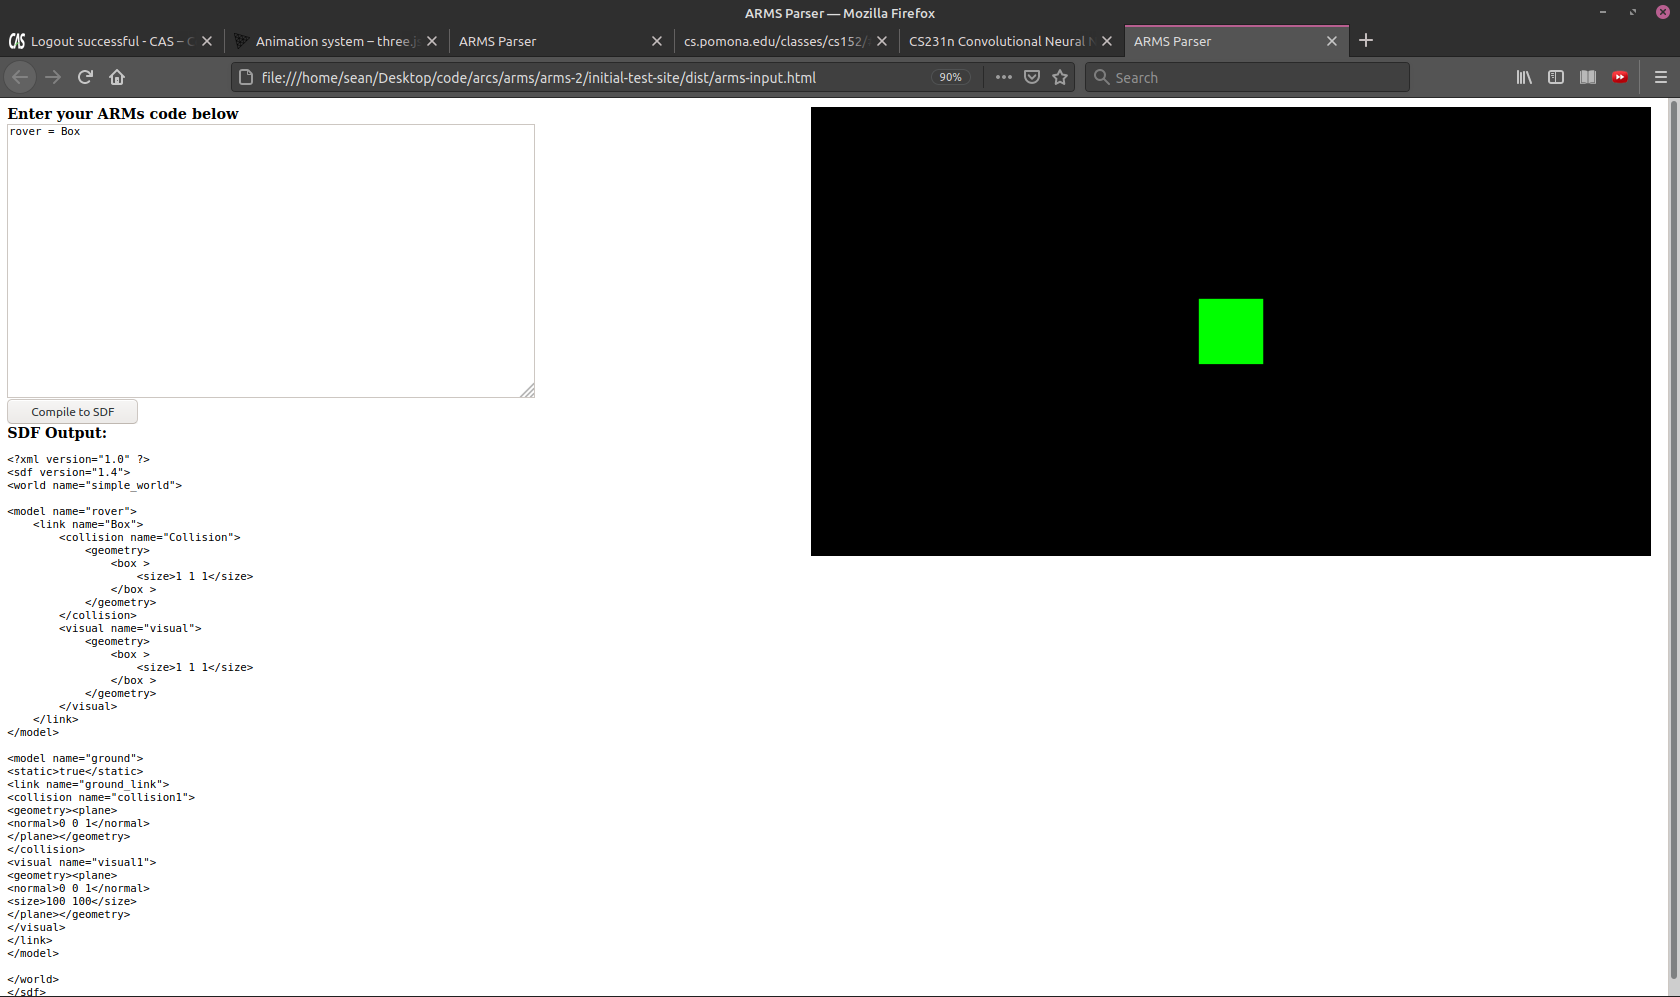 ARMS Parser — Mozilla Firefox
Logout successful - CAS –
Animation system – three.js
ARMS Parser
cs.pomona.edu/classes/cs152/
CS231n Convolutional Neural
ARMS Parser
file:///home/sean/Desktop/code/arcs/arms/arms-2/initial-test-site/dist/arms-input.html
90%
Search
Enter your ARMs code below
rover = Box
Compile to SDF
SDF Output:
<?xml version="1.0" ?>
<sdf version="1.4">
<world name="simple_world">
<model name="rover">
<link name="Box">
<collision name="Collision">
<geometry>
<box >
<size>1 1 1</size>
</box >
</geometry>
</collision>
<visual name="visual">
<geometry>
<box >
<size>1 1 1</size>
</box >
</geometry>
</visual>
</link>
</model>
<model name="ground">
<static>true</static>
<link name="ground_link">
<collision name="collision1">
<geometry><plane>
<normal>0 0 1</normal>
</plane></geometry>
</collision>
<visual name="visual1">
<geometry><plane>
<normal>0 0 1</normal>
<size>100 100</size>
</plane></geometry>
</visual>
</link>
</model>
</world>
</sdf>